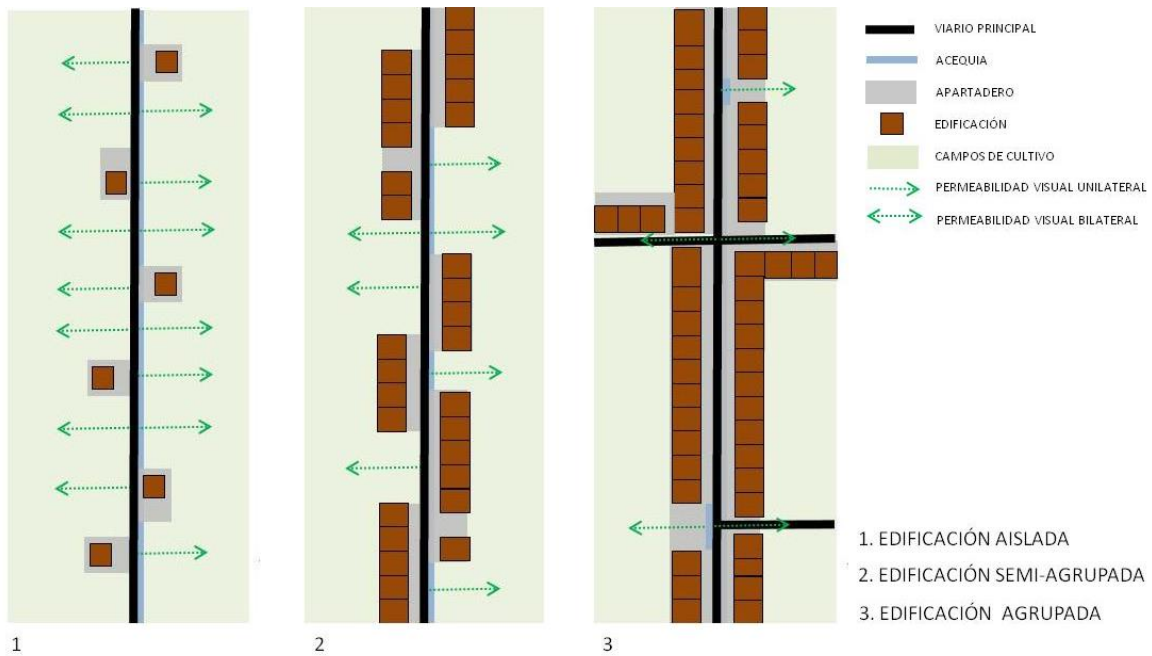 VIARIO PRINCIPAL
ACEQUIA
APARTADERO
EDIFICACIÓN
CAMPOS DE CULTIVO
PERMEABILIDAD VISUAL UNILATERAL
PERMEABILIDAD VISUAL BILATERAL
1. EDIFICACIÓN AISLADA
2. EDIFICACIÓN SEMI-AGRUPADA
3. EDIFICACIÓN AGRUPADA
1
2
3